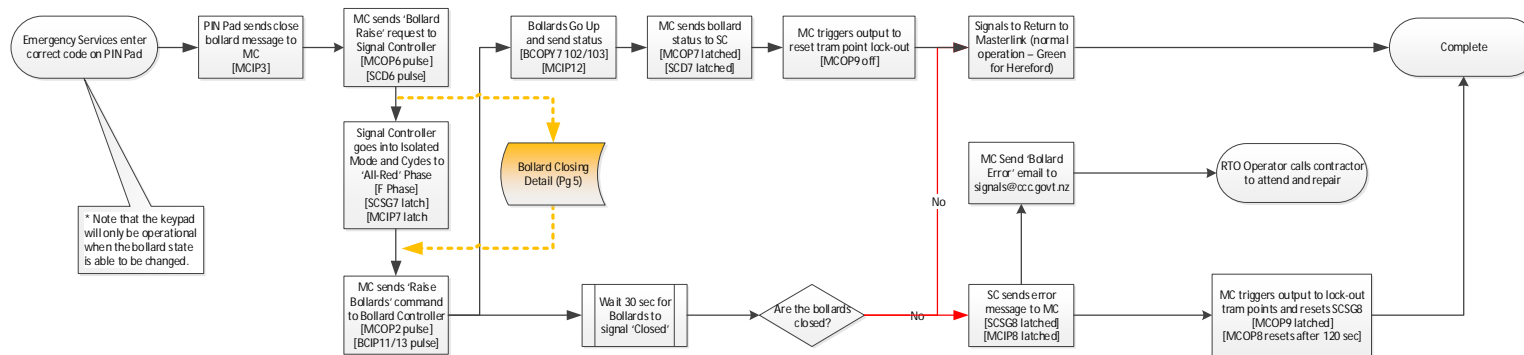 Emergency Services enter
correct code on PIN Pad
PIN Pad sends close
bollard message to
MC
[MCIP3]
MC sends 'Bollard
Raise' request to
Signal Controller
[MCOP6 pulse]
[SCD6 pulse]
Bollards Go Up
and send status
[BCOPY7 102/103]
[MCIP12]
MC sends bollard
status to SC
[MCOP7 latched]
[SCD7 latched]
MC triggers output to
reset tram point lock-out
[MCOP9 off]
Signals to Return to
Masterlink (normal
operation – Green
for Hereford)
Complete
Signal Controller
goes into Isolated
Mode and Cycles to
'All-Red' Phase
[F Phase]
[SCSG7 latch]
[MCIP7 latch
Bollard Closing
Detail (Pg 5)
MC Send 'Bollard
Error' email to
signals@ccc.govt.nz
RTO Operator calls contractor
to attend and repair
No
* Note that the keypad
will only be operational
when the bollard state
is able to be changed.
MC sends 'Raise
Bollards' command
to Bollard Controller
[MCOP2 pulse]
[BCIP11/13 pulse]
Wait 30 sec for
Bollards to
signal 'Closed'
Are the bollards
closed?
No
SC sends error
message to MC
[SCSG8 latched]
[MCIP8 latched]
MC triggers output to lock-out
tram points and resets SCSG8
[MCOP9 latched]
[MCOP8 resets after 120 sec]